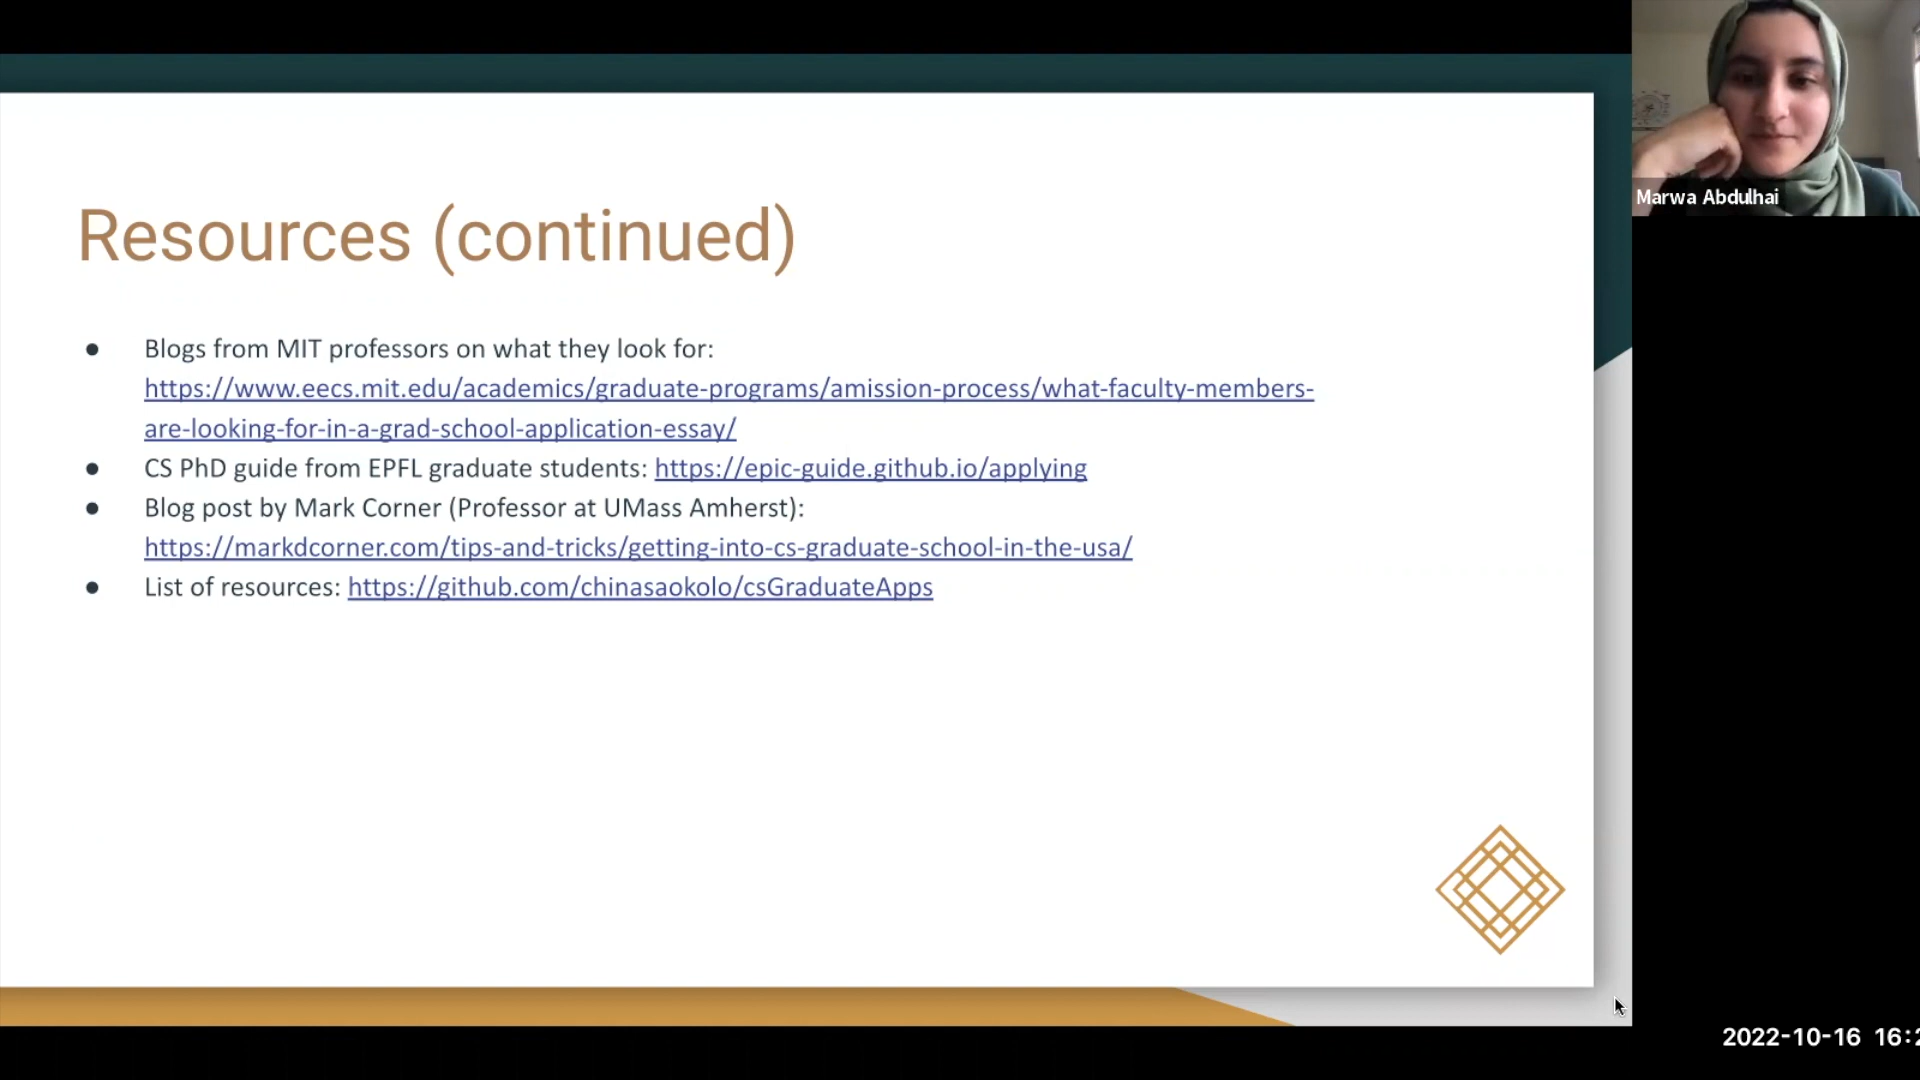 Resources (continued)
● Blogs from MIT professors on what they look for:
https://www.eecs.mit.edu/academics/graduate-programs/amission-process/what-faculty-members-
are-looking-for-in-a-grad-school-application-essay/
● CS PhD guide from EPFL graduate students: https://epic-guide.github.io/applying
● Blog post by Mark Corner (Professor at UMass Amherst):
https://markdcorner.com/tips-and-tricks/getting-into-cs-graduate-school-in-the-usa/
● List of resources: https://github.com/chinasaokolo/csGraduateApps
Marwa Abdulhai
2022-10-16 16:2